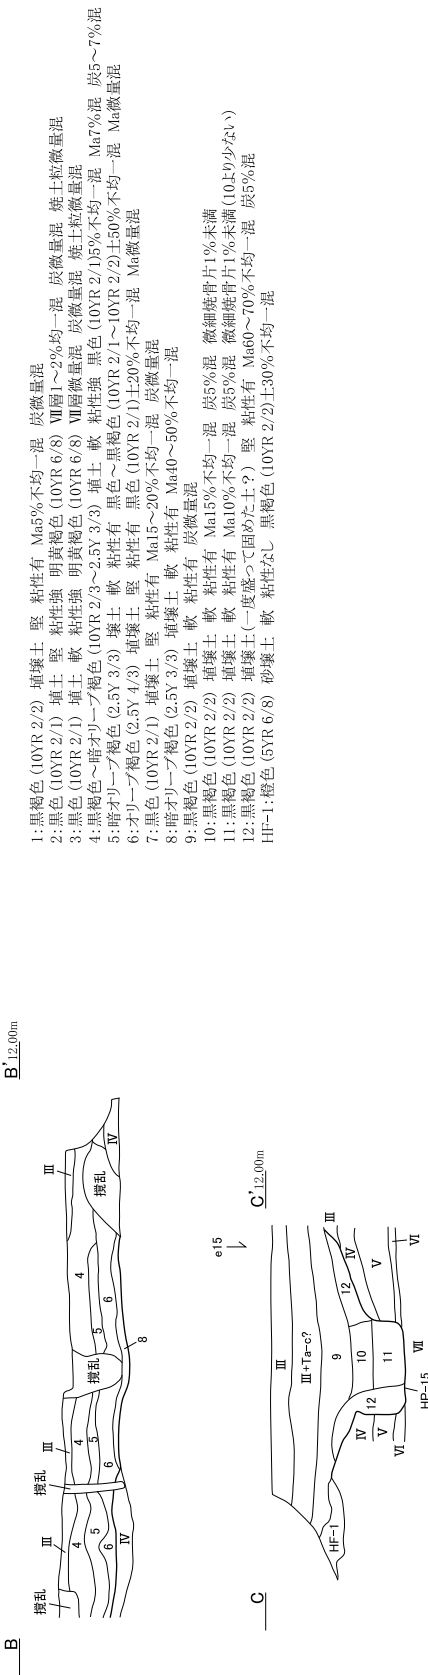 1:黒褐色 (10YR 2/2) 埴壌土 堅 粘性有 Ma5%不均一混 炭微量混
2:黒色 (10YR 2/1) 埴土 堅 粘性強 明黄褐色 (10YR 6/8) Ⅶ層1～2%均一混 炭微量混 焼土粒微量混
3:黒色 (10YR 2/1) 埴土 軟 粘性強 明黄褐色 (10YR 6/8) Ⅶ層微量混 炭微量混 焼土粒微量混
4:黒褐色～暗オリーブ褐色 (10YR 2/3～2.5Y 3/3) 埴土 軟 粘性強 黒色 (10YR 2/1)5%不均一混 Ma7%混 炭5～7%混
5:暗オリーブ褐色 (2.5Y 3/3) 壌土 軟 粘性有 黒色～黒褐色 (10YR 2/1～10YR 2/2)土50%不均一混 Ma微量混
6:オリーブ褐色 (2.5Y 4/3) 埴壌土 堅 粘性有 黒色 (10YR 2/1)土20%不均一混 Ma微量混
7:黒色 (10YR 2/1) 埴壌土 堅 粘性有 Ma15～20%不均一混 炭微量混
8:暗オリーブ褐色 (2.5Y 3/3) 埴壌土 軟 粘性有 Ma40～50%不均一混
9:黒褐色 (10YR 2/2) 埴壌土 軟 粘性有 炭微量混
10:黒褐色 (10YR 2/2) 埴壌土 軟 粘性有 Ma15%不均一混 炭5%混 微細焼骨片1%未満
11:黒褐色 (10YR 2/2) 埴壌土 軟 粘性有 Ma10%不均一混 炭5%混 微細焼骨片1%未満(10より少ない)
12:黒褐色 (10YR 2/2) 埴壌土(一度盛って固めた土？) 堅 粘性有 Ma60～70%不均一混 炭5%混
HF-1:橙色 (5YR 6/8) 砂壌土 軟 粘性なし 黒褐色 (10YR 2/2)土30%不均一混
B
B' 12.00m
撹乱
Ⅲ
撹乱
Ⅲ
Ⅲ
4
4
4
5
5
5
6
6
6
撹乱
撹乱
Ⅳ
Ⅳ
8
C
C' 12.00m
e15
Ⅲ
Ⅲ+Ta-c?
Ⅲ
9
12
Ⅳ
10
Ⅴ
11
Ⅵ
12
Ⅳ
Ⅴ
Ⅵ
Ⅶ
HF-1
HP-15